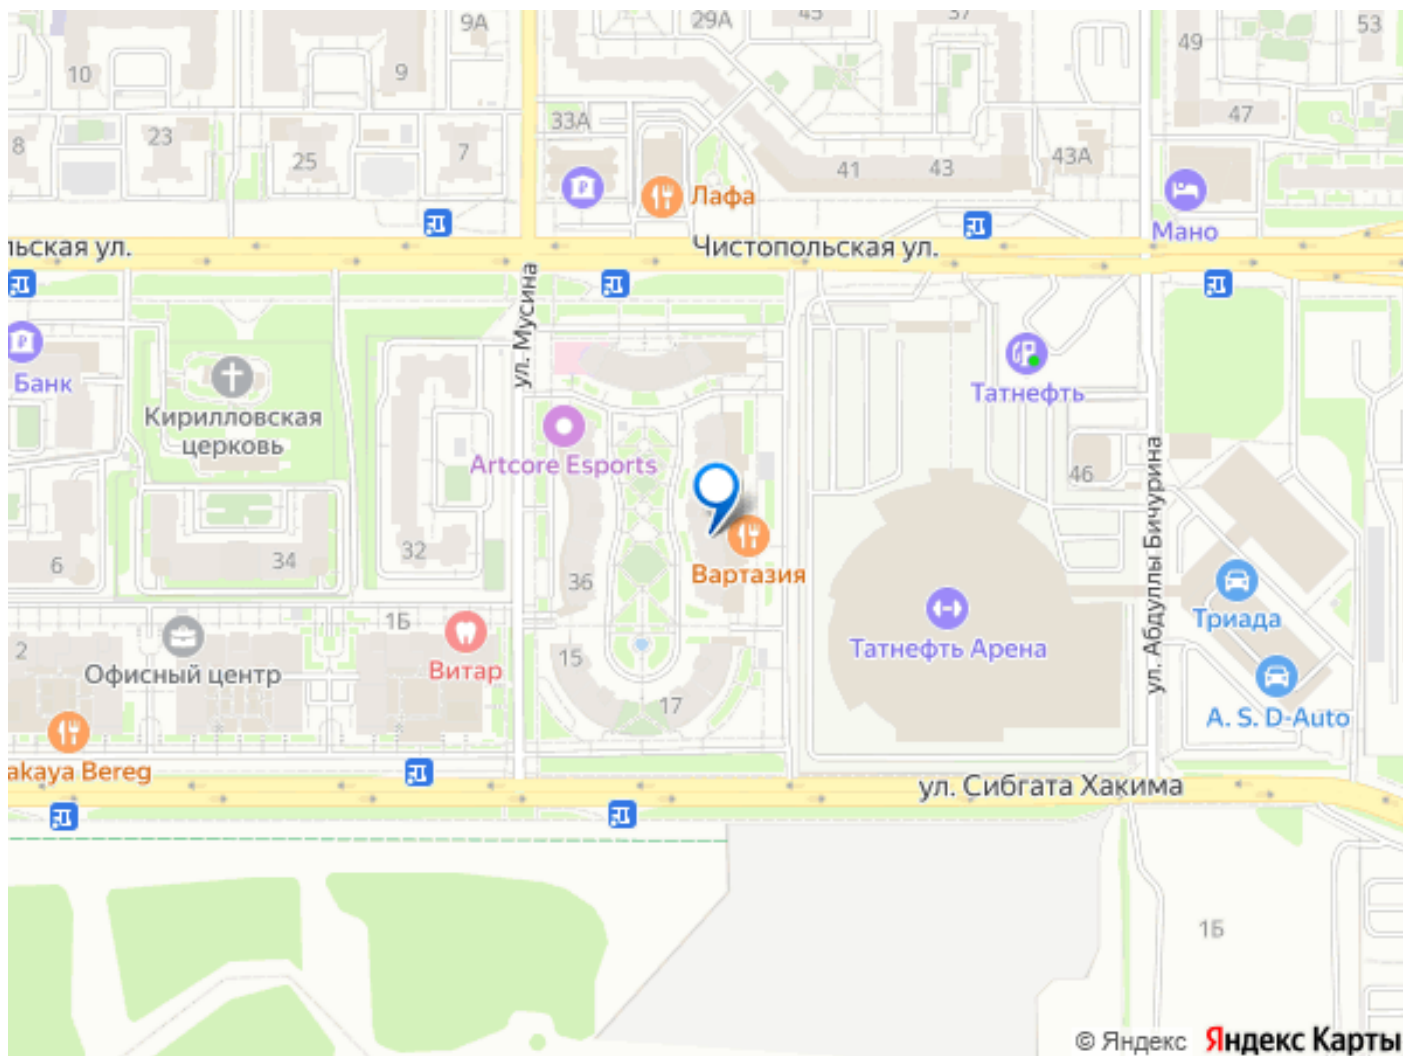 29А
45
37
9А
49
53
10
9
47
33А
8
23
25
7
41
43
43А
Лафа
Мано
льская ул.
Чистопольская ул.
ул. Мусина
Банк
Кирилловская
церковь
Татнефть
Artcore Esports
46
ул. Абдуллы Бичурина
6
34
32
36
Вартазия
Триада
1Б
2
Офисный центр
Витар
15
17
Татнефть Арена
A. S. D-Auto
akaya Bereg
ул. Сибгата Хакима
1Б
© Яндекс Яндекс Карты